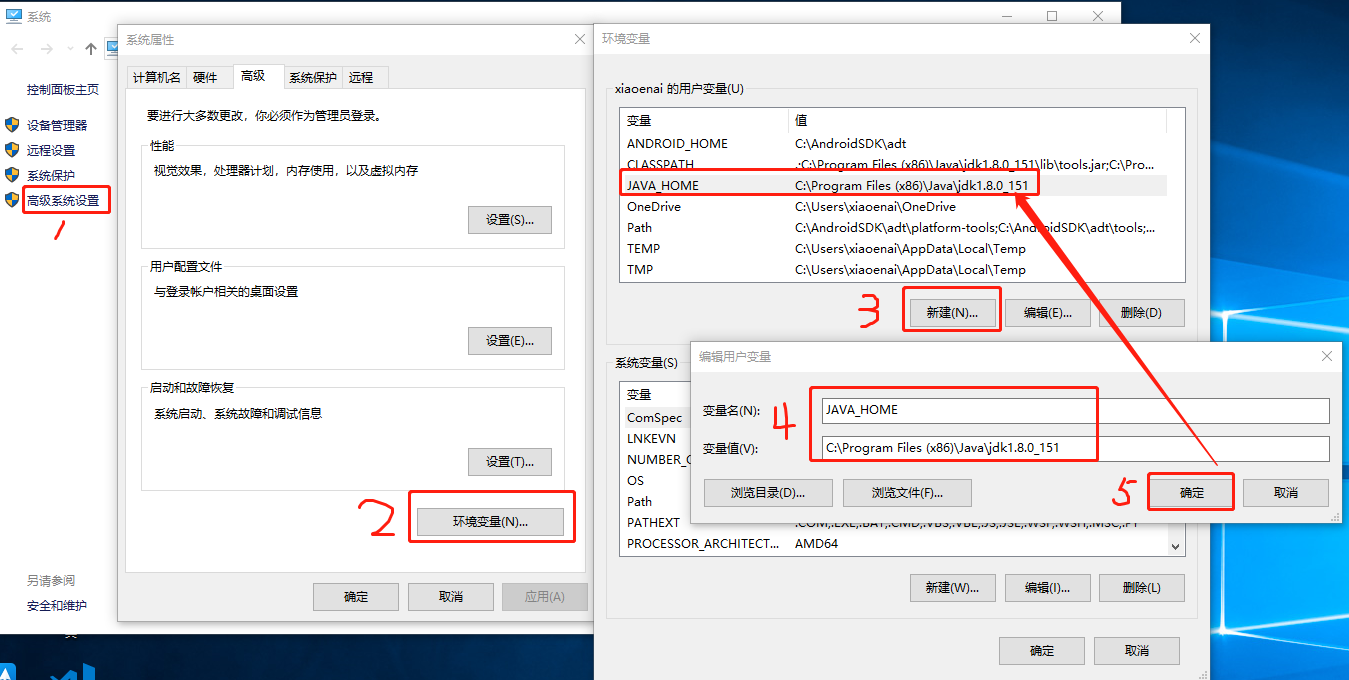 系统
控制面板主页
设备管理器
远程设置
系统保护
高级系统设置
1
另请参阅
安全和维护
系统属性
计算机名 硬件 高级 系统保护 远程
要进行大多数更改，你必须作为管理员登录。
性能
视觉效果，处理器计划，内存使用，以及虚拟内存
设置(S)...
用户配置文件
与登录帐户相关的桌面设置
设置(E)...
启动和故障恢复
系统启动、系统故障和调试信息
设置(T)...
2
环境变量(N)...
确定 取消 应用(A)
环境变量
xiaoenai 的用户变量(U)
变量 值
ANDROID_HOME C:\AndroidSDK\adt
CLASSPATH .;C:\Program Files (x86)\Java\jdk1.8.0_151\lib\tools.jar;C:\Pro...
JAVA_HOME C:\Program Files (x86)\Java\jdk1.8.0_151
OneDrive C:\Users\xiaoenai\OneDrive
Path C:\AndroidSDK\adt\platform-tools;C:\AndroidSDK\adt\tools;...
TEMP C:\Users\xiaoenai\AppData\Local\Temp
TMP C:\Users\xiaoenai\AppData\Local\Temp
3
新建(N)... 编辑(E)... 删除(D)
系统变量(S)
变量
ComSpec
LNKEVN
NUMBER_
OS
Path
PATHEXT .COM;.EXE;.BAT;.CMD;.VBS;.VBE;.JS;.JSE;.WSF;.WSH;.MSC;.PY
PROCESSOR_ARCHITECT... AMD64
新建(W)... 编辑(I)... 删除(L)
确定 取消
编辑用户变量
变量名(N): JAVA_HOME
4
变量值(V): C:\Program Files (x86)\Java\jdk1.8.0_151
浏览目录(D)... 浏览文件(F)...
5
确定 取消